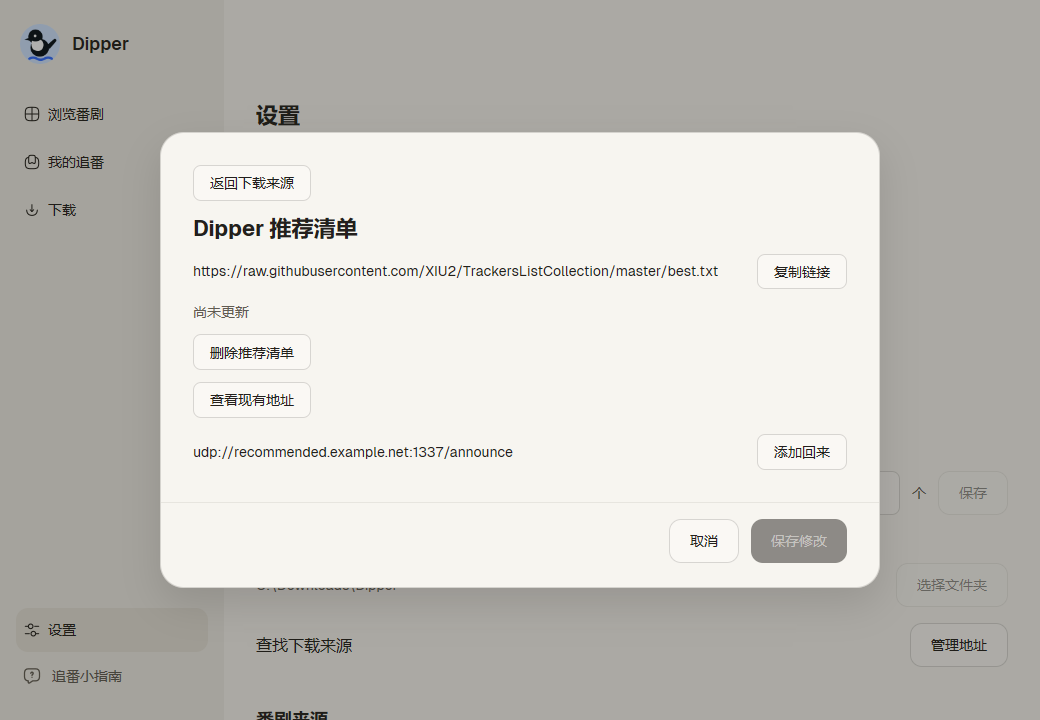 Dipper
浏览番剧
我的追番
下载
设置
返回下载来源
Dipper 推荐清单
https://raw.githubusercontent.com/XIU2/TrackersListCollection/master/best.txt
复制链接
尚未更新
删除推荐清单
查看现有地址
udp://recommended.example.net:1337/announce
添加回来
个
保存
取消
保存修改
选择文件夹
设置
查找下载来源
管理地址
追番小指南
番剧来源